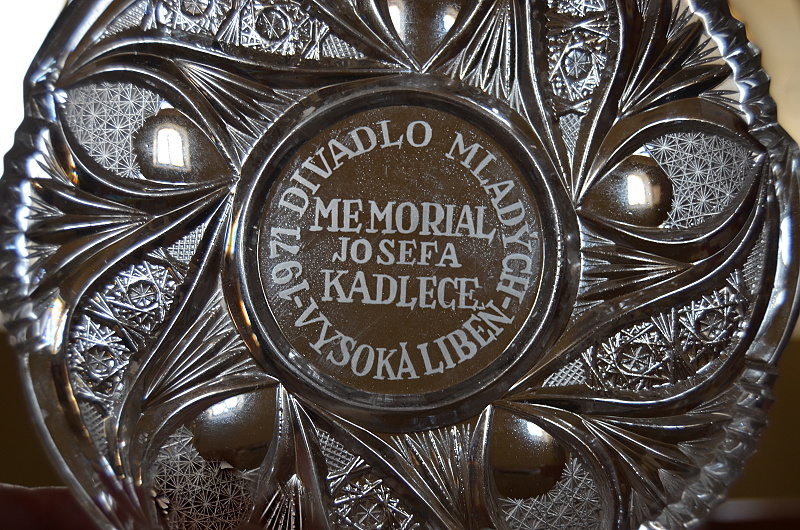 1971 DIVADLO MLADÝCH - VYSOKÁ LIBEŇ -
MEMORIAL
JOSEFA
KADLECE